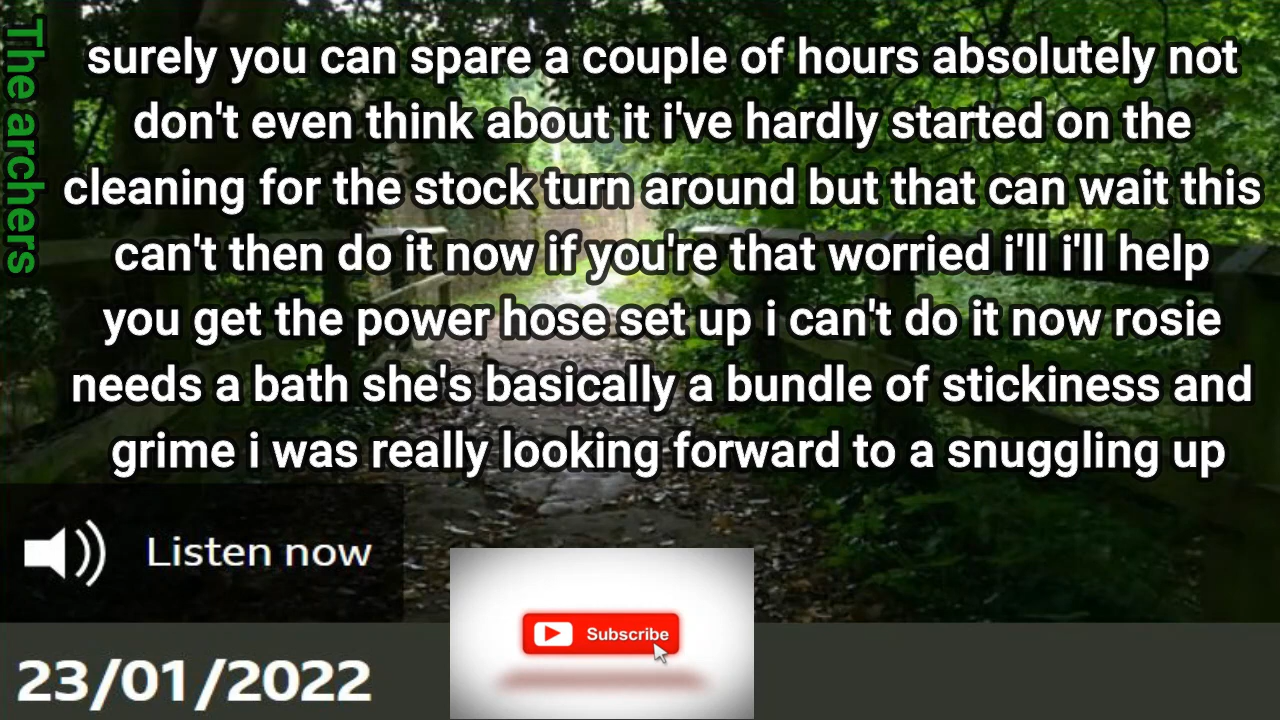 The archers
surely you can spare a couple of hours absolutely not
don't even think about it i've hardly started on the
cleaning for the stock turn around but that can wait this
can't then do it now if you're that worried i'll i'll help
you get the power hose set up i can't do it now rosie
needs a bath she's basically a bundle of stickiness and
grime i was really looking forward to a snuggling up
Listen now
Subscribe
23/01/2022